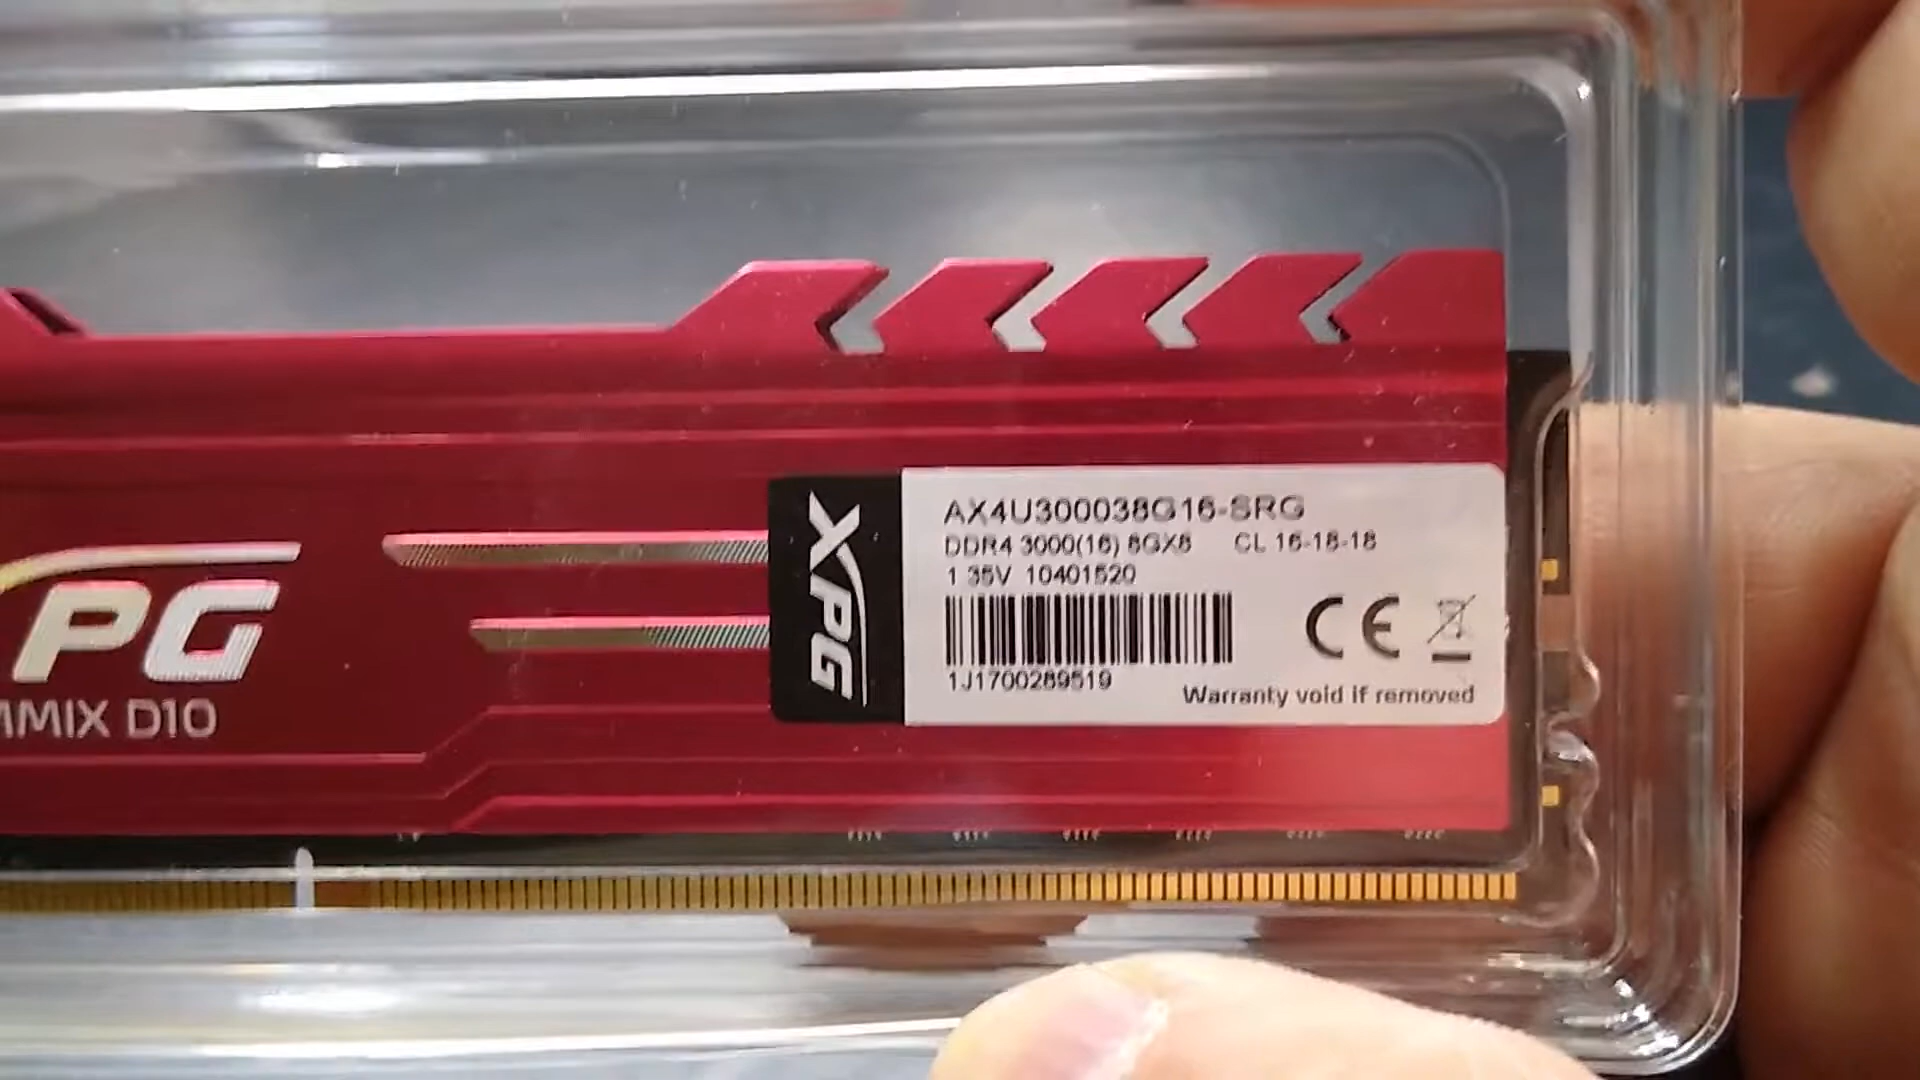 PG
MMIX D10
XPG
AX4U300038G16-SRG
DDR4 3000(16) 8GX8 CL 16-18-18
1.35V 10401520
1J1700289519
CE
Warranty void if removed